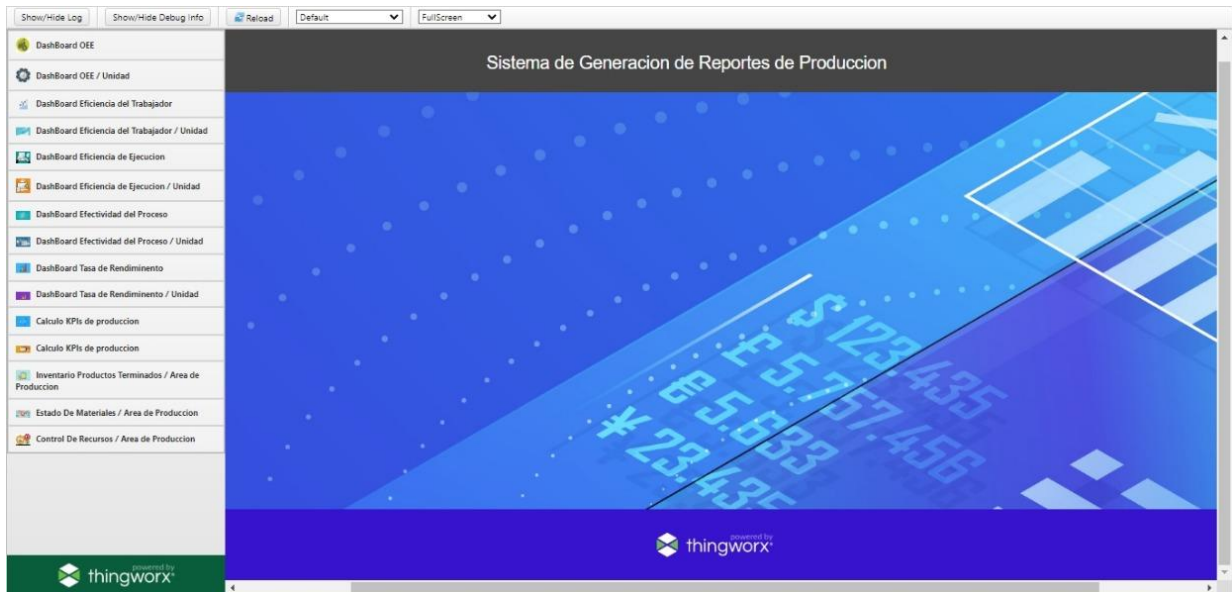 Show/Hide Log
Show/Hide Debug Info
Reload
Default
FullScreen
DashBoard OEE
DashBoard OEE / Unidad
DashBoard Eficiencia del Trabajador
DashBoard Eficiencia del Trabajador / Unidad
DashBoard Eficiencia de Ejecucion
DashBoard Eficiencia de Ejecucion / Unidad
DashBoard Efectividad del Proceso
DashBoard Efectividad del Proceso / Unidad
DashBoard Tasa de Rendiminento
DashBoard Tasa de Rendiminento / Unidad
Calculo KPIs de produccion
Calculo KPIs de produccion
Inventario Productos Terminados / Area de
Produccion
Estado De Materiales / Area de Produccion
Control De Recursos / Area de Produccion
powered by
thingworx
Sistema de Generacion de Reportes de Produccion
$ 123.435
£ 5.757.456
€ 5.633
¥ 23.435
powered by
thingworx